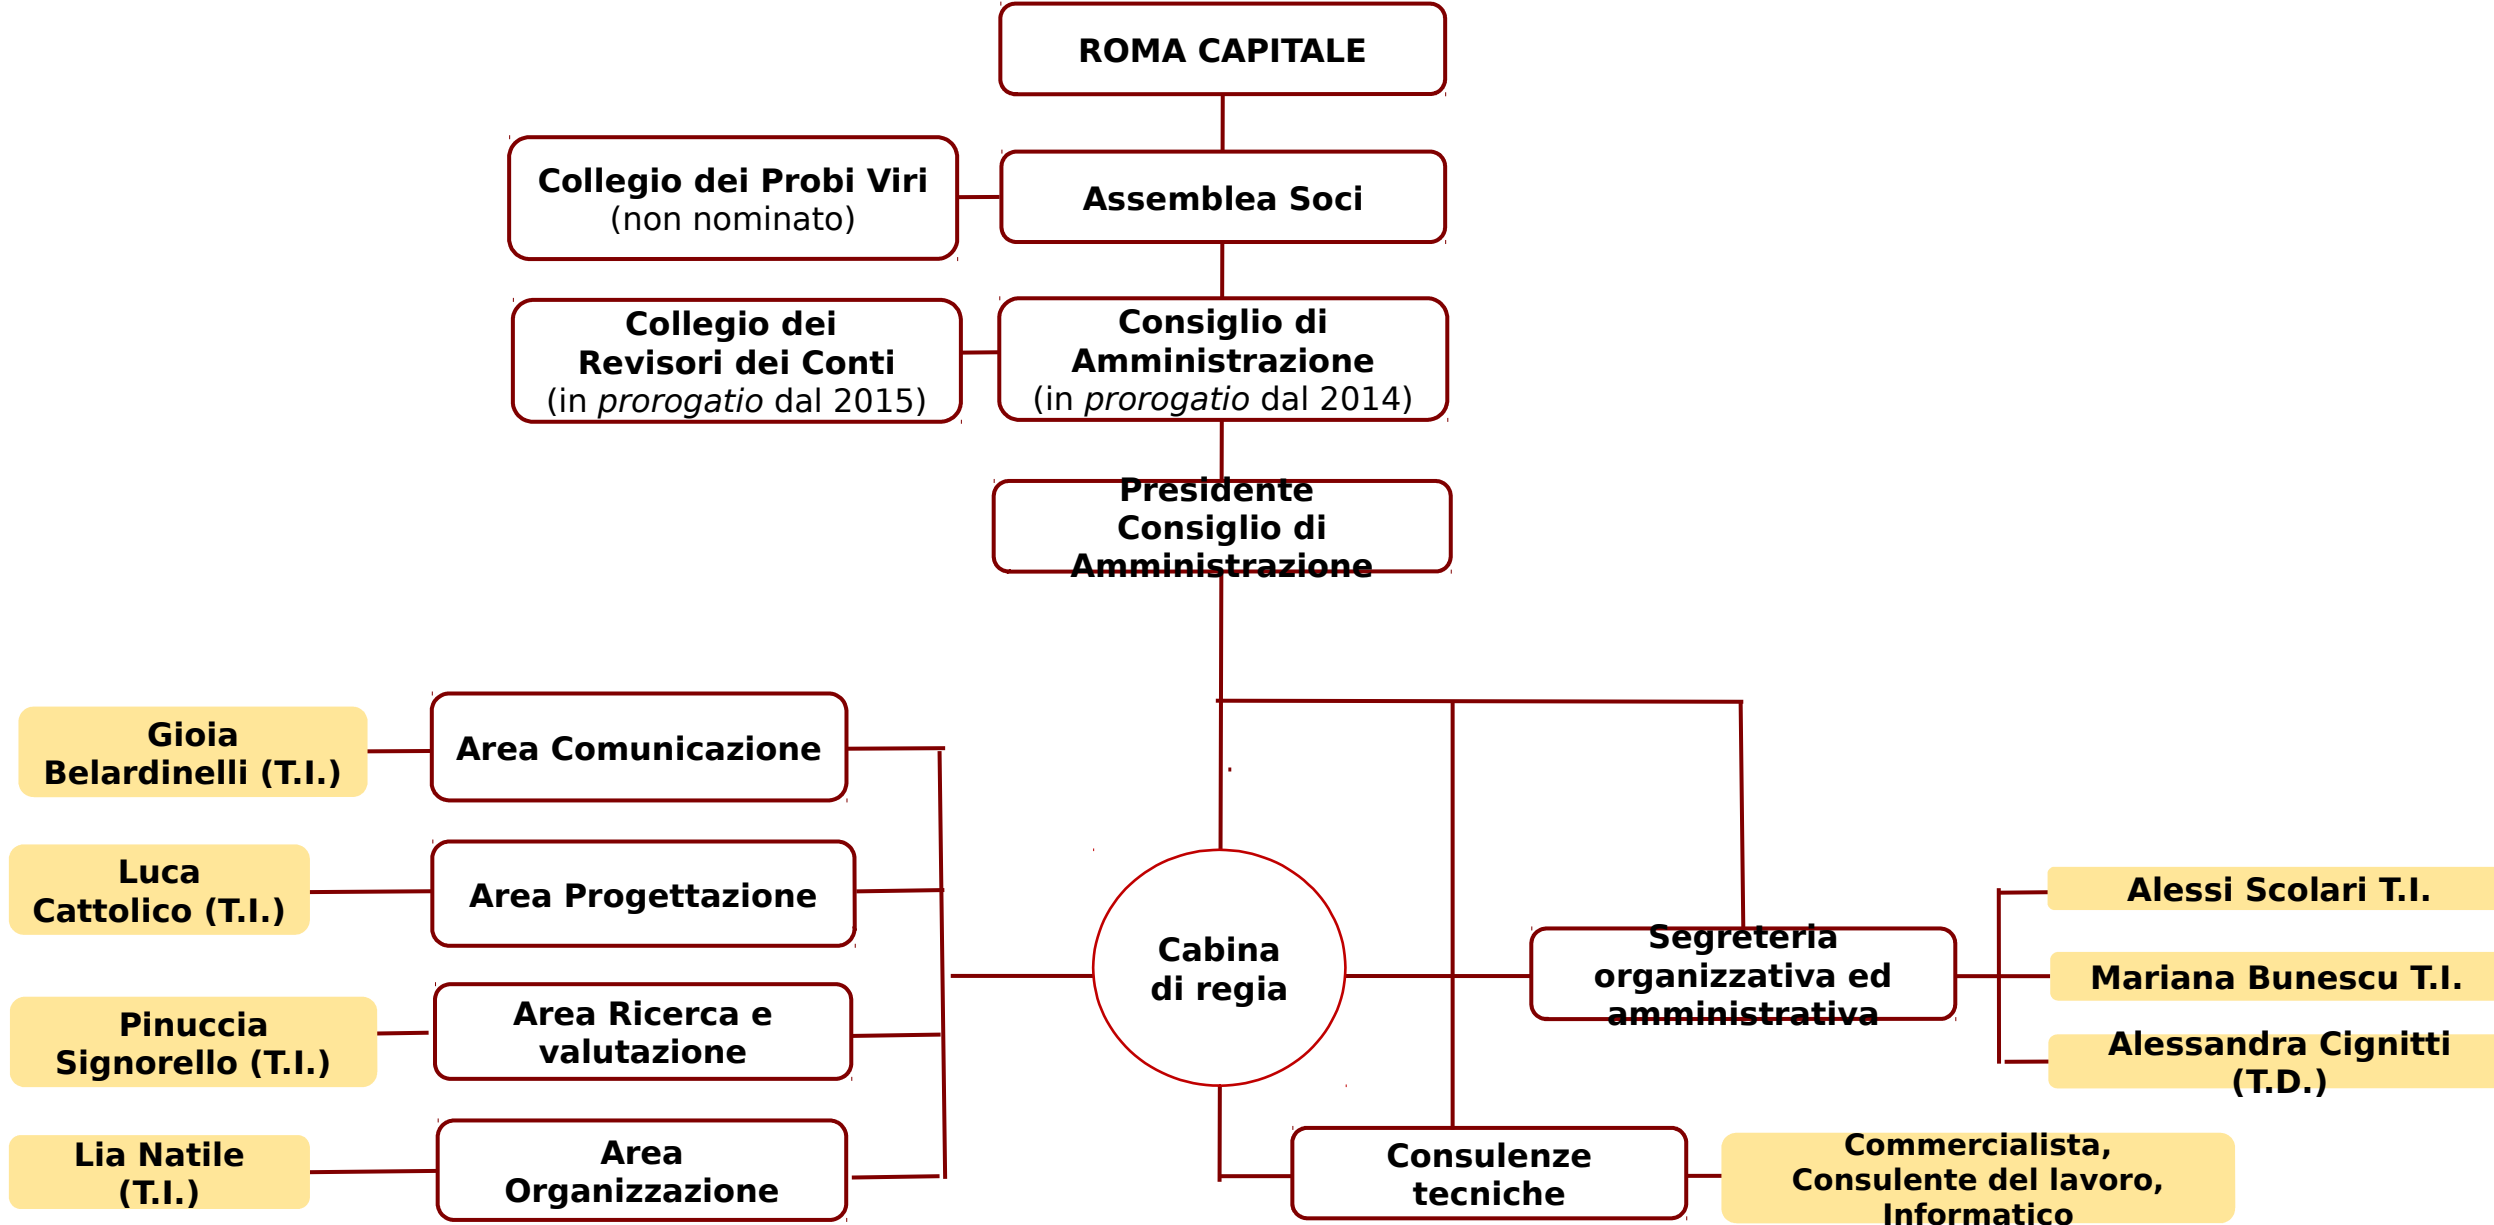 ROMA CAPITALE
Collegio dei Probi Viri
(non nominato)
Assemblea Soci
Collegio dei
Revisori dei Conti
(in prorogatio dal 2015)
Consiglio di
Amministrazione
(in prorogatio dal 2014)
Presidente
Consiglio di
Amministrazione
Gioia
Belardinelli (T.I.)
Area Comunicazione
Luca
Cattolico (T.I.)
Area Progettazione
Pinuccia
Signorello (T.I.)
Area Ricerca e
valutazione
Lia Natile
(T.I.)
Area
Organizzazione
Cabina
di regia
Segreteria
organizzativa ed
amministrativa
Alessi Scolari T.I.
Mariana Bunescu T.I.
Alessandra Cignitti
(T.D.)
Consulenze
tecniche
Commercialista,
Consulente del lavoro,
Informatico